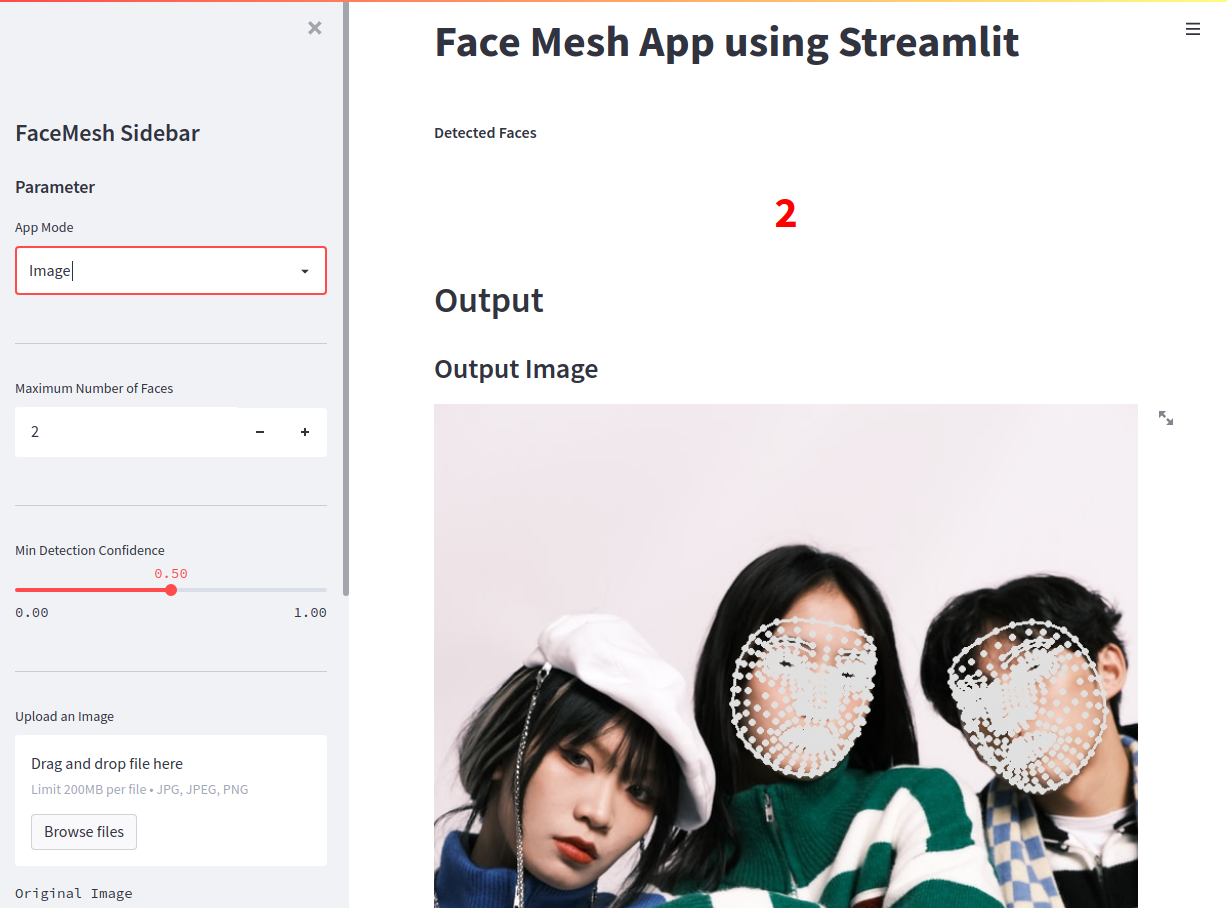 FaceMesh Sidebar
Parameter
App Mode
Image
Maximum Number of Faces
2
Min Detection Confidence
0.50
0.00 1.00
Upload an Image
Drag and drop file here
Limit 200MB per file • JPG, JPEG, PNG
Browse files
Original Image
Face Mesh App using Streamlit
Detected Faces
2
Output
Output Image